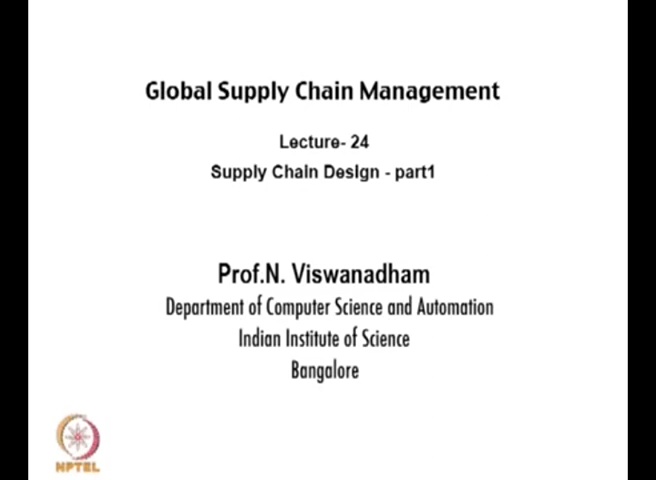 Global Supply Chain Management
Lecture- 24
Supply Chain Design - part1
Prof.N. Viswanadham
Department of Computer Science and Automation
Indian Institute of Science
Bangalore
NPTEL